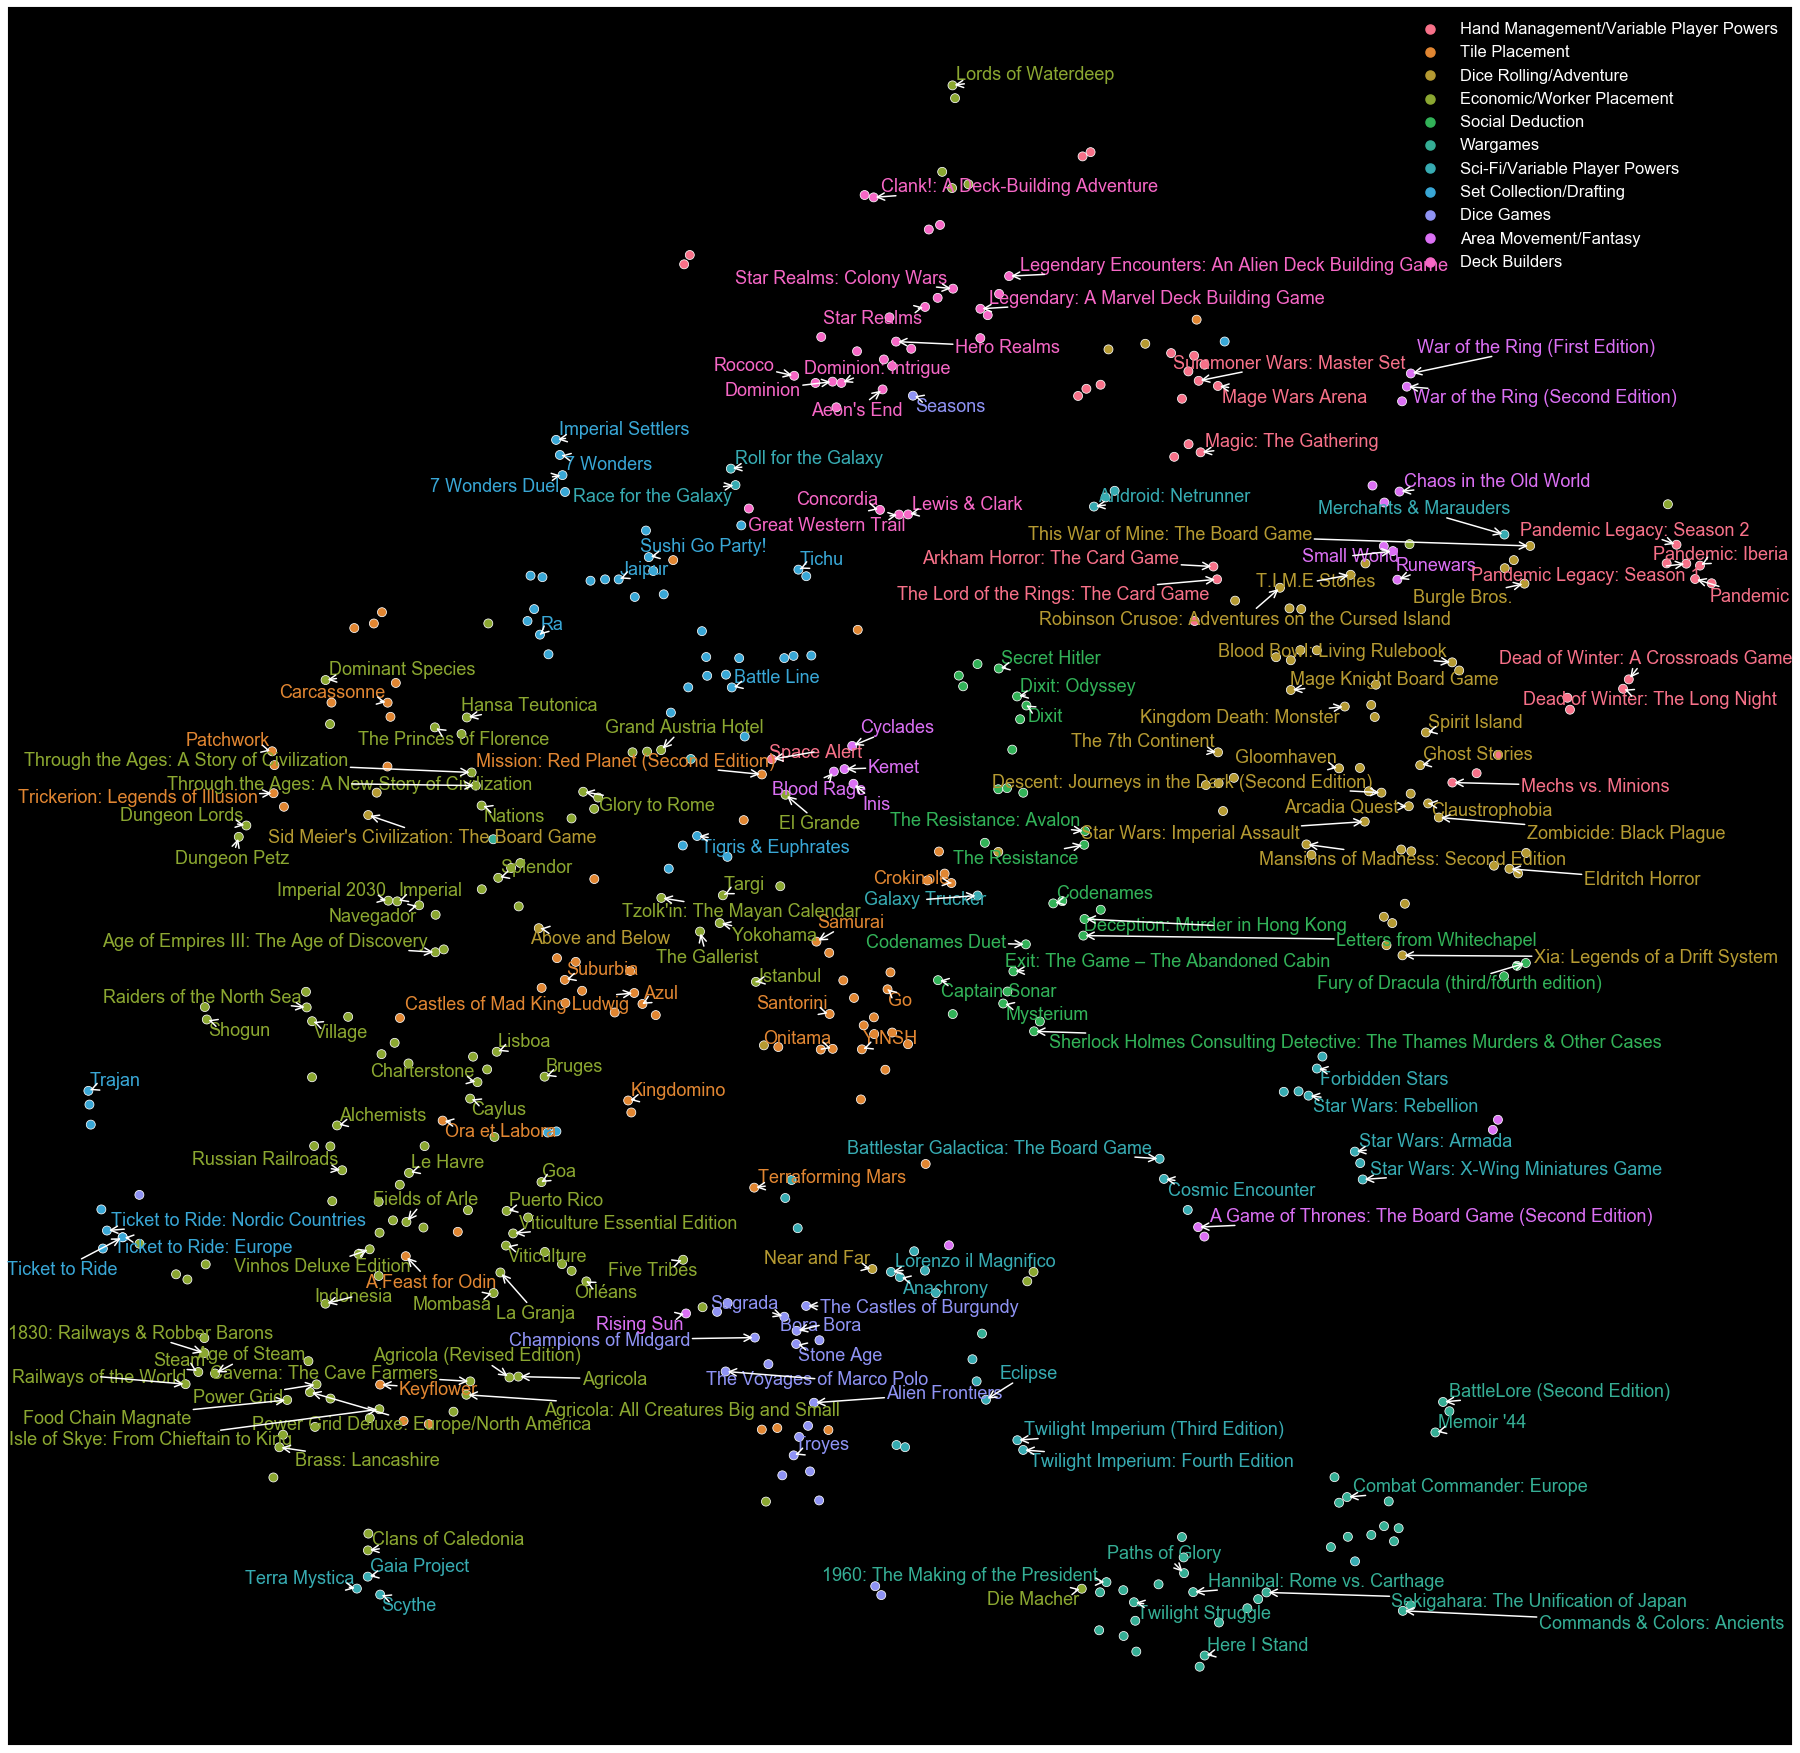 Hand Management/Variable Player Powers
Tile Placement
Dice Rolling/Adventure
Economic/Worker Placement
Social Deduction
Wargames
Sci-Fi/Variable Player Powers
Set Collection/Drafting
Dice Games
Area Movement/Fantasy
Deck Builders
Lords of Waterdeep
Clank!: A Deck-Building Adventure
Legendary Encounters: An Alien Deck Building Game
Star Realms: Colony Wars
Legendary: A Marvel Deck Building Game
Star Realms
Hero Realms
War of the Ring (First Edition)
Rococo
Dominion: Intrigue
Summoner Wars: Master Set
Dominion
Mage Wars Arena
War of the Ring (Second Edition)
Aeon's End
Seasons
Imperial Settlers
Magic: The Gathering
7 Wonders
Roll for the Galaxy
7 Wonders Duel
Race for the Galaxy
Concordia
Lewis & Clark
Android: Netrunner
Chaos in the Old World
Merchants & Marauders
Great Western Trail
This War of Mine: The Board Game
Pandemic Legacy: Season 2
Sushi Go Party!
Tichu
Arkham Horror: The Card Game
Small World
Pandemic: Iberia
Jaipur
Runewars
T.I.M.E Stories
Pandemic Legacy: Season 1
The Lord of the Rings: The Card Game
Burgle Bros.
Pandemic
Ra
Robinson Crusoe: Adventures on the Cursed Island
Dominant Species
Secret Hitler
Blood Bowl: Living Rulebook
Dead of Winter: A Crossroads Game
Carcassonne
Battle Line
Dixit: Odyssey
Mage Knight Board Game
Dead of Winter: The Long Night
Hansa Teutonica
Dixit
Kingdom Death: Monster
Spirit Island
The Princes of Florence
Grand Austria Hotel
Cyclades
The 7th Continent
Patchwork
Through the Ages: A Story of Civilization
Mission: Red Planet (Second Edition)
Space Alert
Kemet
Gloomhaven
Ghost Stories
Through the Ages: A New Story of Civilization
Blood Rage
Descent: Journeys in the Dark (Second Edition)
Mechs vs. Minions
Trickerion: Legends of Illusion
Glory to Rome
Inis
Arcadia Quest
Claustrophobia
Dungeon Lords
Nations
El Grande
The Resistance: Avalon
Star Wars: Imperial Assault
Zombicide: Black Plague
Sid Meier's Civilization: The Board Game
Tigris & Euphrates
Dungeon Petz
The Resistance
Mansions of Madness: Second Edition
Splendor
Crokinole
Eldritch Horror
Imperial 2030
Imperial
Targi
Galaxy Trucker
Codenames
Navegador
Tzolk'in: The Mayan Calendar
Samurai
Deception: Murder in Hong Kong
Age of Empires III: The Age of Discovery
Above and Below
Yokohama
Codenames Duet
Letters from Whitechapel
The Gallerist
Exit: The Game – The Abandoned Cabin
Xia: Legends of a Drift System
Suburbia
Istanbul
Fury of Dracula (third/fourth edition)
Raiders of the North Sea
Castles of Mad King Ludwig
Azul
Santorini
Go
Captain Sonar
Shogun
Village
Mysterium
Lisboa
Onitama
YINSH
Sherlock Holmes Consulting Detective: The Thames Murders & Other Cases
Charterstone
Bruges
Trajan
Forbidden Stars
Kingdomino
Alchemists
Caylus
Star Wars: Rebellion
Ora et Labora
Battlestar Galactica: The Board Game
Star Wars: Armada
Russian Railroads
Le Havre
Goa
Terraforming Mars
Star Wars: X-Wing Miniatures Game
Cosmic Encounter
Fields of Arle
Puerto Rico
Ticket to Ride: Nordic Countries
Viticulture Essential Edition
A Game of Thrones: The Board Game (Second Edition)
Ticket to Ride: Europe
Viticulture
Near and Far
Lorenzo il Magnifico
Ticket to Ride
Vinhos Deluxe Edition
Five Tribes
A Feast for Odin
Anachrony
Orléans
Indonesia
Mombasa
La Granja
Sagrada
The Castles of Burgundy
Rising Sun
Bora Bora
1830: Railways & Robber Barons
Champions of Midgard
Stone Age
Steam
Age of Steam
Agricola (Revised Edition)
Railways of the World
Caverna: The Cave Farmers
Agricola
The Voyages of Marco Polo
Eclipse
Power Grid
Keyflower
Alien Frontiers
BattleLore (Second Edition)
Food Chain Magnate
Agricola: All Creatures Big and Small
Memoir '44
Power Grid Deluxe: Europe/North America
Isle of Skye: From Chieftain to King
Twilight Imperium (Third Edition)
Troyes
Brass: Lancashire
Twilight Imperium: Fourth Edition
Combat Commander: Europe
Clans of Caledonia
Paths of Glory
Gaia Project
Terra Mystica
1960: The Making of the President
Hannibal: Rome vs. Carthage
Scythe
Die Macher
Sekigahara: The Unification of Japan
Twilight Struggle
Commands & Colors: Ancients
Here I Stand